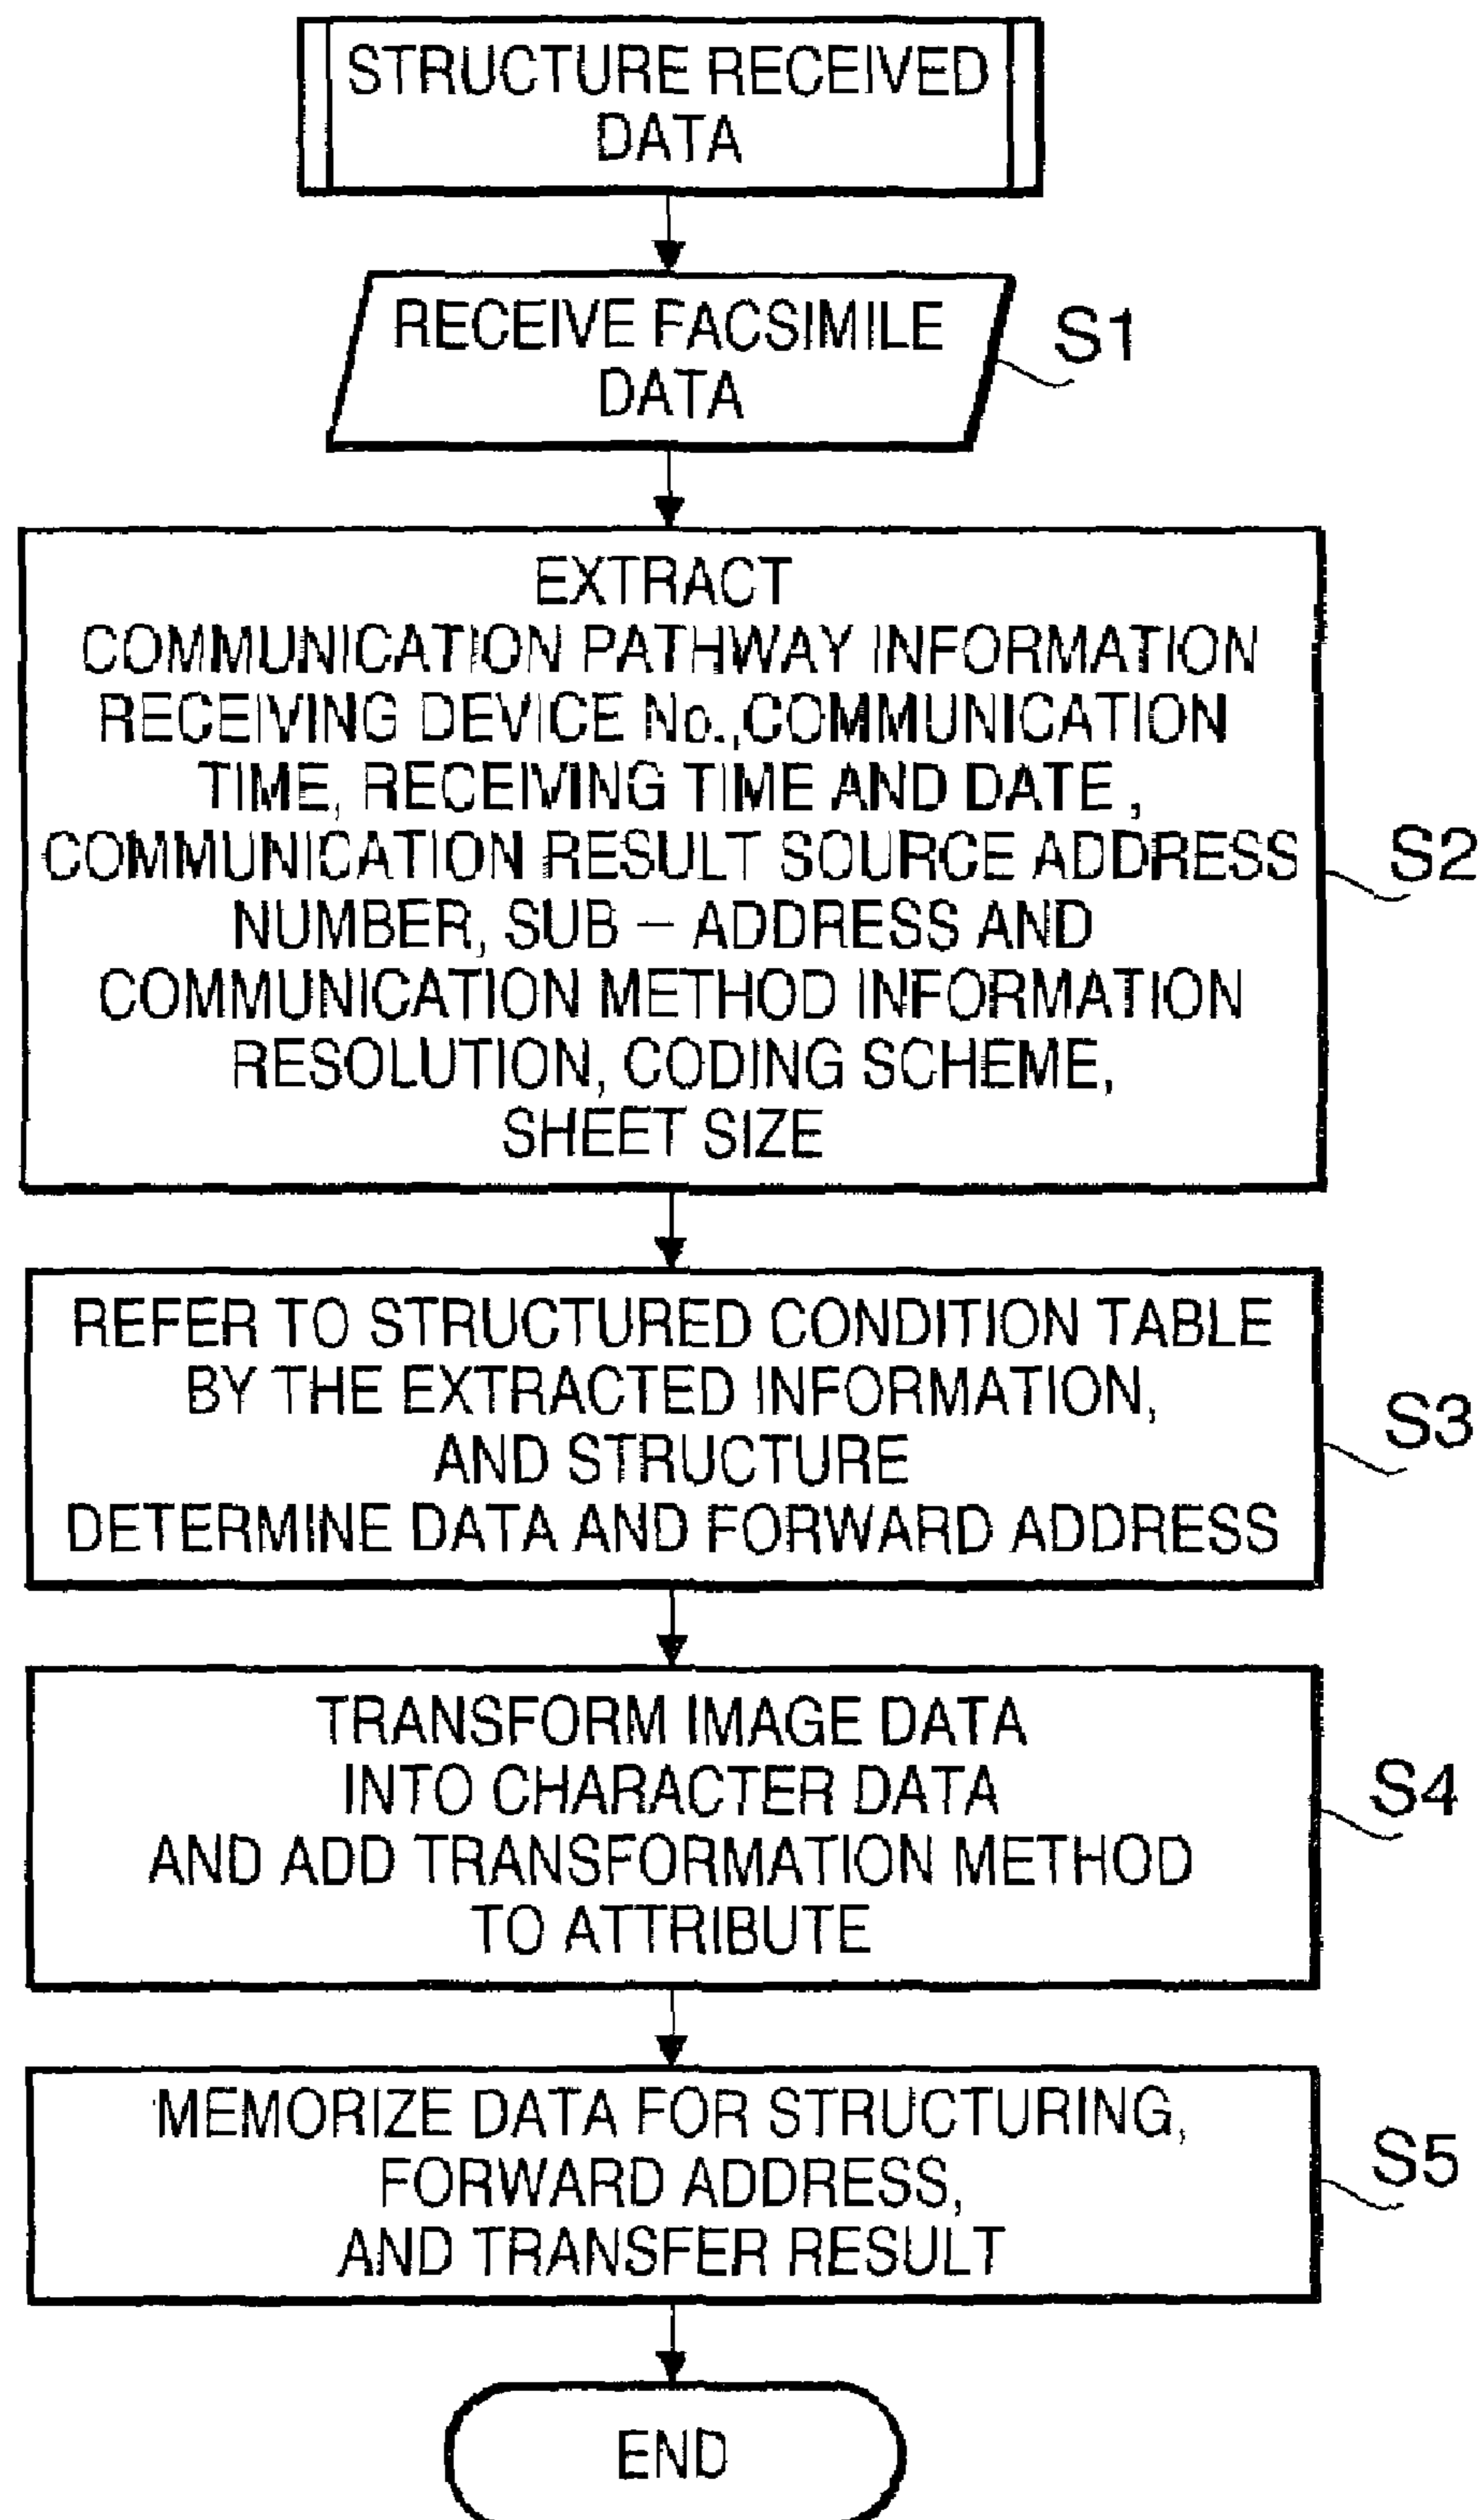 STRUCTURE RECEIVED
DATA
RECEIVE FACSIMILE
DATA
S1
EXTRACT
COMMUNICATION PATHWAY INFORMATION
RECEIVING DEVICE No.,COMMUNICATION
TIME, RECEIVING TIME AND DATE,
COMMUNICATION RESULT SOURCE ADDRESS
NUMBER, SUB – ADDRESS AND
COMMUNICATION METHOD INFORMATION
RESOLUTION, CODING SCHEME,
SHEET SIZE
S2
REFER TO STRUCTURED CONDITION TABLE
BY THE EXTRACTED INFORMATION,
AND STRUCTURE
DETERMINE DATA AND FORWARD ADDRESS
S3
TRANSFORM IMAGE DATA
INTO CHARACTER DATA
AND ADD TRANSFORMATION METHOD
TO ATTRIBUTE
S4
MEMORIZE DATA FOR STRUCTURING,
FORWARD ADDRESS,
AND TRANSFER RESULT
S5
END